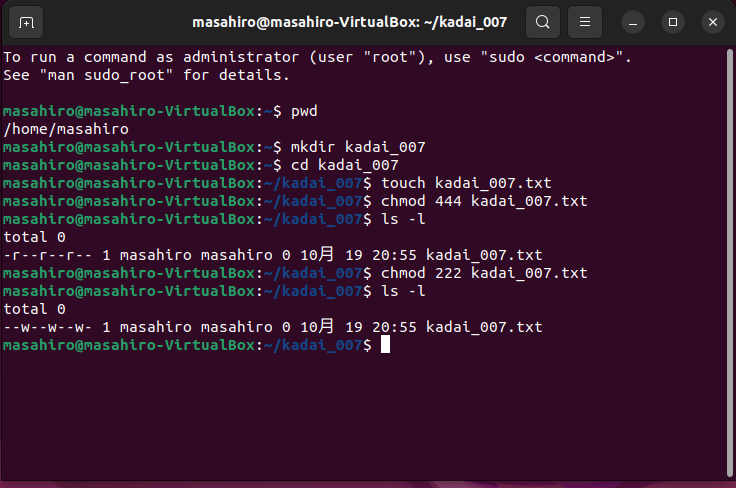 masahiro@masahiro-VirtualBox: ~/kadai_007
To run a command as administrator (user "root"), use "sudo <command>".
See "man sudo_root" for details.
masahiro@masahiro-VirtualBox:~$ pwd
/home/masahiro
masahiro@masahiro-VirtualBox:~$ mkdir kadai_007
masahiro@masahiro-VirtualBox:~$ cd kadai_007
masahiro@masahiro-VirtualBox:~/kadai_007$ touch kadai_007.txt
masahiro@masahiro-VirtualBox:~/kadai_007$ chmod 444 kadai_007.txt
masahiro@masahiro-VirtualBox:~/kadai_007$ ls -l
total 0
-r--r--r-- 1 masahiro masahiro 0 10月 19 20:55 kadai_007.txt
masahiro@masahiro-VirtualBox:~/kadai_007$ chmod 222 kadai_007.txt
masahiro@masahiro-VirtualBox:~/kadai_007$ ls -l
total 0
--w--w--w- 1 masahiro masahiro 0 10月 19 20:55 kadai_007.txt
masahiro@masahiro-VirtualBox:~/kadai_007$